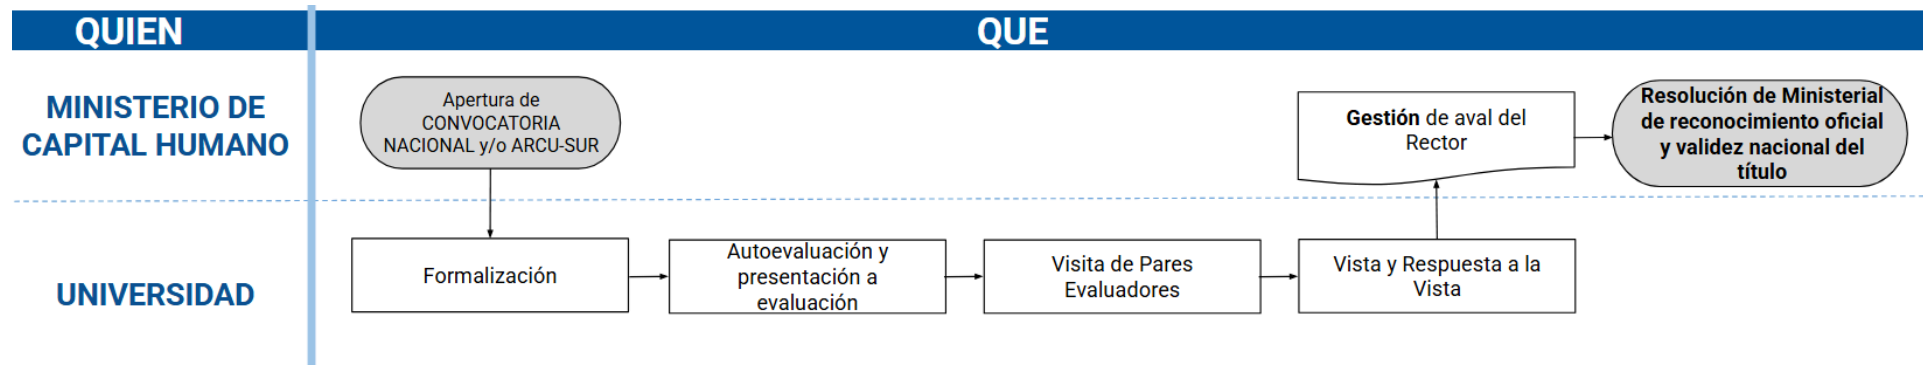 QUIEN
QUE
MINISTERIO DE
CAPITAL HUMANO
Apertura de
CONVOCATORIA
NACIONAL y/o ARCU-SUR
Gestión de aval del
Rector
Resolución de Ministerial
de reconocimiento oficial
y validez nacional del
título
UNIVERSIDAD
Formalización
Autoevaluación y
presentación a
evaluación
Visita de Pares
Evaluadores
Vista y Respuesta a la
Vista